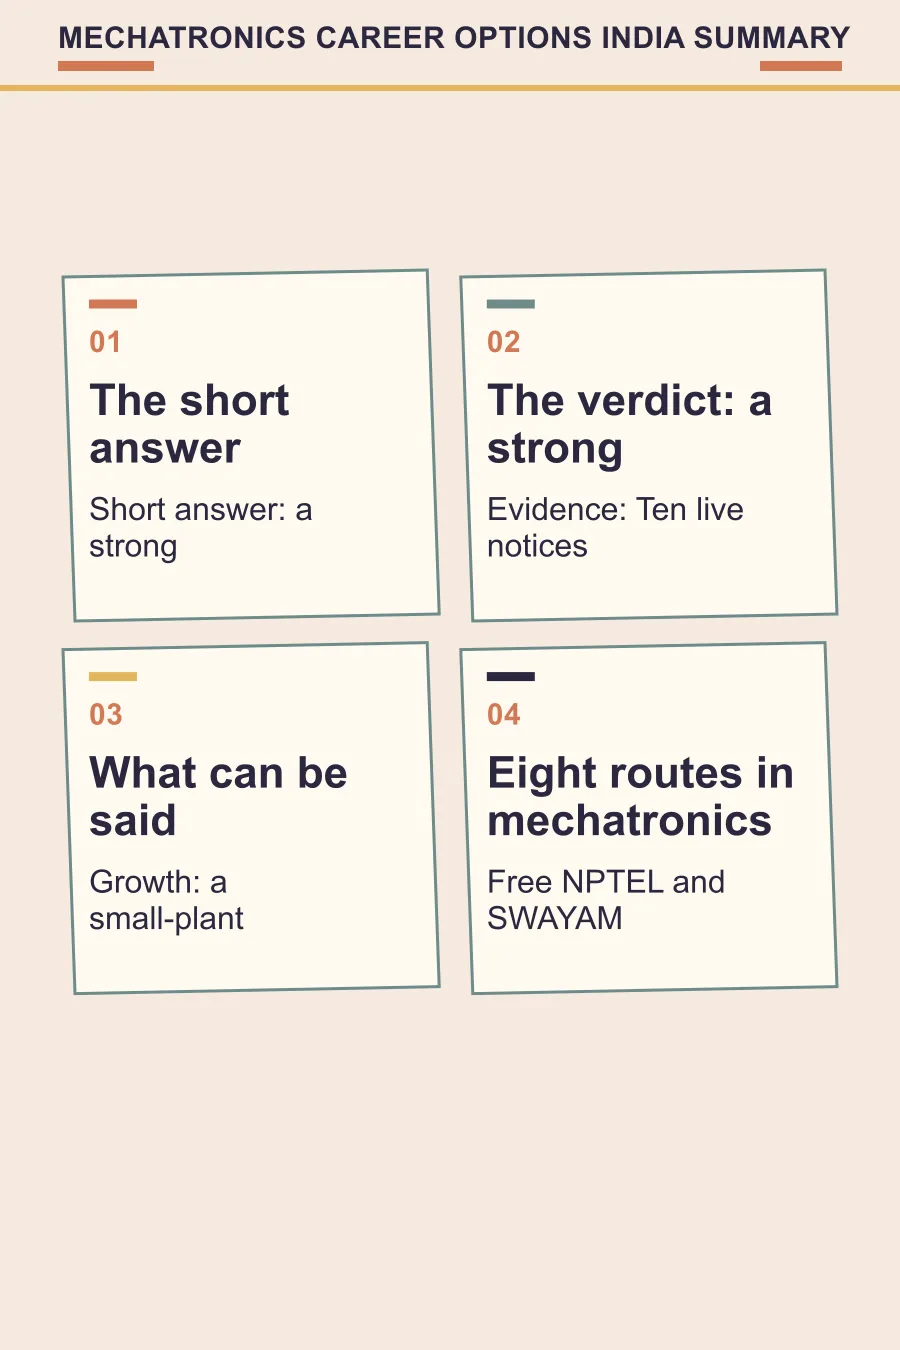 MECHATRONICS CAREER OPTIONS INDIA SUMMARY
01
The short
answer
Short answer: a
strong
02
The verdict: a
strong
Evidence: Ten live
notices
03
What can be
said
Growth: a
small-plant
04
Eight routes in
mechatronics
Free NPTEL and
SWAYAM